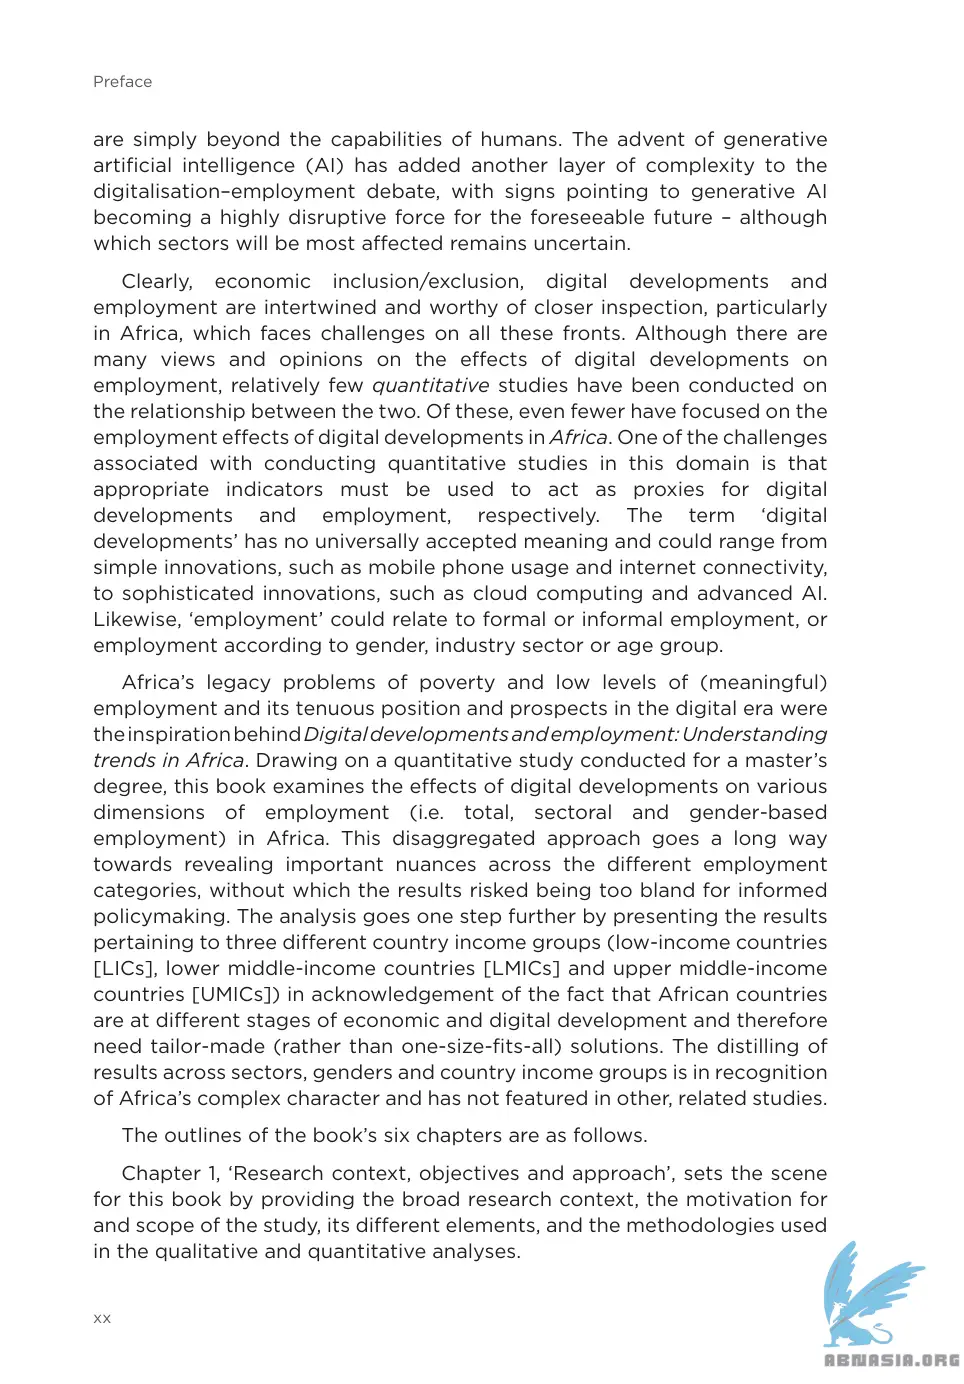 Preface
are simply beyond the capabilities of humans. The advent of generative
artificial intelligence (AI) has added another layer of complexity to the
digitalisation–employment debate, with signs pointing to generative AI
becoming a highly disruptive force for the foreseeable future – although
which sectors will be most affected remains uncertain.
Clearly, economic inclusion/exclusion, digital developments and
employment are intertwined and worthy of closer inspection, particularly
in Africa, which faces challenges on all these fronts. Although there are
many views and opinions on the effects of digital developments on
employment, relatively few quantitative studies have been conducted on
the relationship between the two. Of these, even fewer have focused on the
employment effects of digital developments in Africa. One of the challenges
associated with conducting quantitative studies in this domain is that
appropriate indicators must be used to act as proxies for digital
developments and employment, respectively. The term ‘digital
developments’ has no universally accepted meaning and could range from
simple innovations, such as mobile phone usage and internet connectivity,
to sophisticated innovations, such as cloud computing and advanced AI.
Likewise, ‘employment’ could relate to formal or informal employment, or
employment according to gender, industry sector or age group.
Africa’s legacy problems of poverty and low levels of (meaningful)
employment and its tenuous position and prospects in the digital era were
the inspiration behind Digital developments and employment: Understanding
trends in Africa. Drawing on a quantitative study conducted for a master’s
degree, this book examines the effects of digital developments on various
dimensions of employment (i.e. total, sectoral and gender-based
employment) in Africa. This disaggregated approach goes a long way
towards revealing important nuances across the different employment
categories, without which the results risked being too bland for informed
policymaking. The analysis goes one step further by presenting the results
pertaining to three different country income groups (low-income countries
[LICs], lower middle-income countries [LMICs] and upper middle-income
countries [UMICs]) in acknowledgement of the fact that African countries
are at different stages of economic and digital development and therefore
need tailor-made (rather than one-size-fits-all) solutions. The distilling of
results across sectors, genders and country income groups is in recognition
of Africa’s complex character and has not featured in other, related studies.
The outlines of the book’s six chapters are as follows.
Chapter 1, ‘Research context, objectives and approach’, sets the scene
for this book by providing the broad research context, the motivation for
and scope of the study, its different elements, and the methodologies used
in the qualitative and quantitative analyses.
xx
ABNASIA.ORG